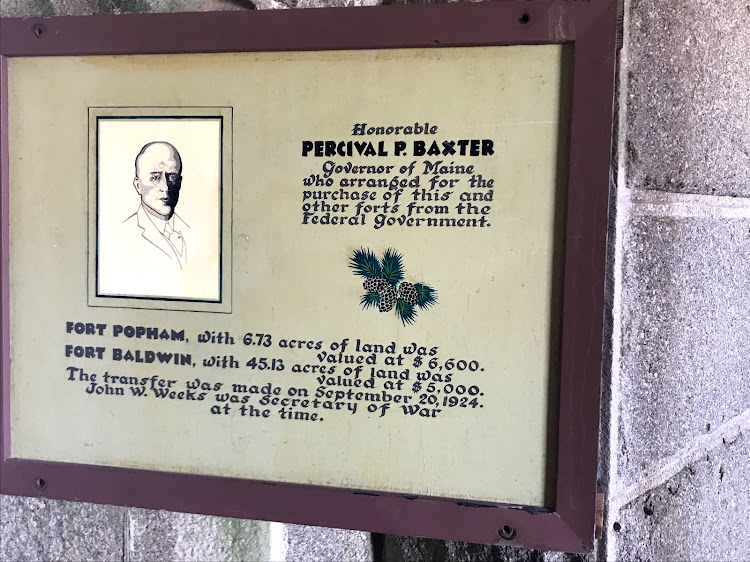 Honorable
PERCIVAL P. BAXTER
Governor of Maine
who arranged for the
purchase of this and
other forts from the
Federal Government.
FORT POPHAM, with 6.73 acres of land was
valued at $6,600.
FORT BALDWIN, with 45.13 acres of land was
valued at $5,000.
The transfer was made on September 20, 1924.
John W. Weeks was Secretary of War
at the time.